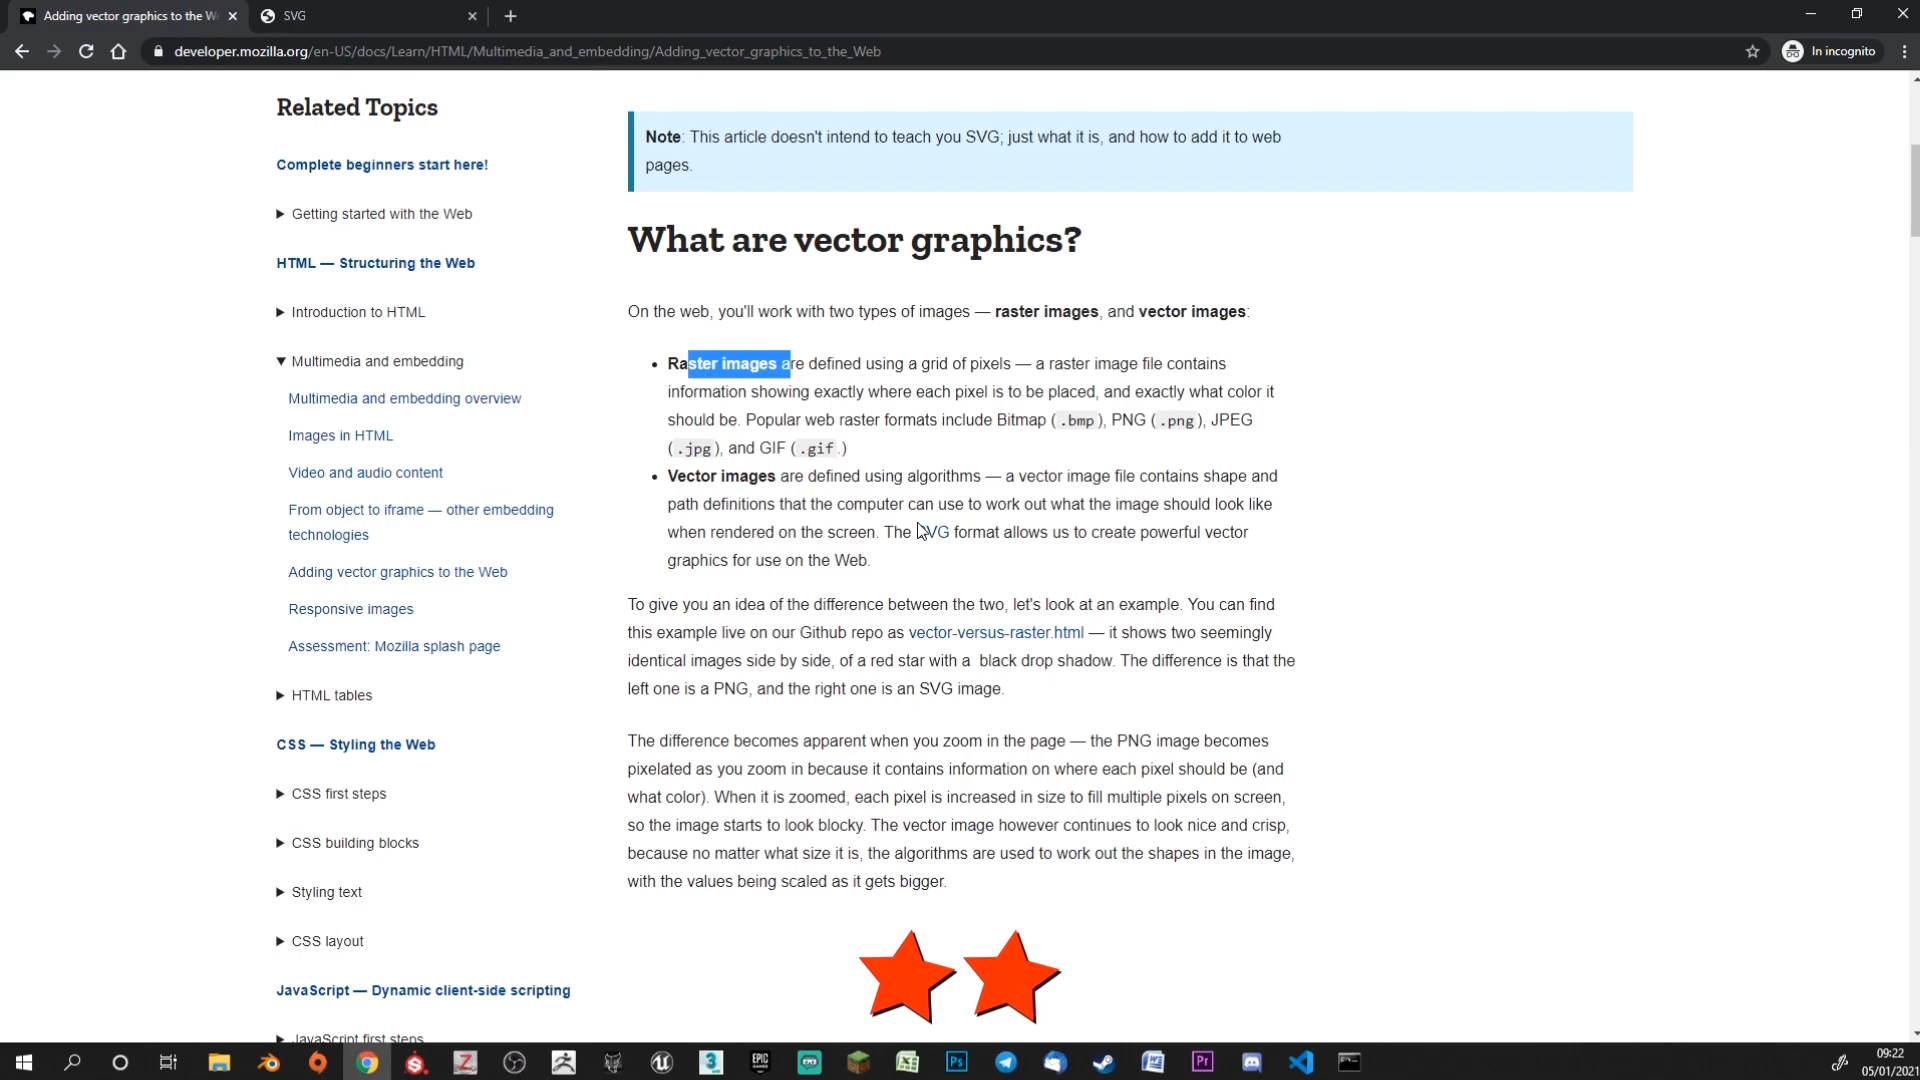 Adding vector graphics to the W
SVG
developer.mozilla.org/en-US/docs/Learn/HTML/Multimedia_and_embedding/Adding_vector_graphics_to_the_Web
In incognito
Related Topics
Complete beginners start here!
Getting started with the Web
HTML — Structuring the Web
Introduction to HTML
Multimedia and embedding
Multimedia and embedding overview
Images in HTML
Video and audio content
From object to iframe — other embedding
technologies
Adding vector graphics to the Web
Responsive images
Assessment: Mozilla splash page
HTML tables
CSS — Styling the Web
CSS first steps
CSS building blocks
Styling text
CSS layout
JavaScript — Dynamic client-side scripting
JavaScript first steps
Note: This article doesn't intend to teach you SVG; just what it is, and how to add it to web
pages.
What are vector graphics?
On the web, you'll work with two types of images — raster images, and vector images:
• Raster images are defined using a grid of pixels — a raster image file contains
information showing exactly where each pixel is to be placed, and exactly what color it
should be. Popular web raster formats include Bitmap (.bmp), PNG (.png), JPEG
(.jpg), and GIF (.gif.)
• Vector images are defined using algorithms — a vector image file contains shape and
path definitions that the computer can use to work out what the image should look like
when rendered on the screen. The SVG format allows us to create powerful vector
graphics for use on the Web.
To give you an idea of the difference between the two, let's look at an example. You can find
this example live on our Github repo as vector-versus-raster.html — it shows two seemingly
identical images side by side, of a red star with a black drop shadow. The difference is that the
left one is a PNG, and the right one is an SVG image.
The difference becomes apparent when you zoom in the page — the PNG image becomes
pixelated as you zoom in because it contains information on where each pixel should be (and
what color). When it is zoomed, each pixel is increased in size to fill multiple pixels on screen,
so the image starts to look blocky. The vector image however continues to look nice and crisp,
because no matter what size it is, the algorithms are used to work out the shapes in the image,
with the values being scaled as it gets bigger.
EPIC
GAMES
Ps
Pr
09:22
05/01/2021